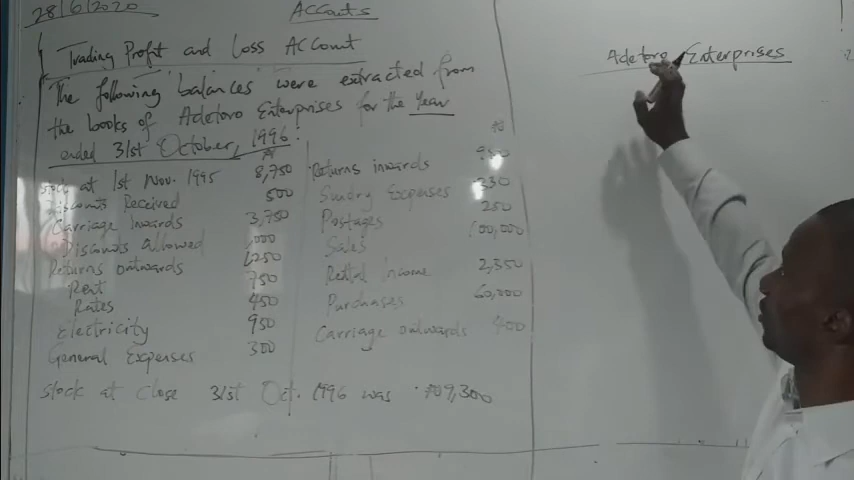 28/6/2020
Accounts
Trading Profit and Loss Account
The following balances were extracted from
the books of Adetoro Enterprises for the year
ended 31st October, 1996:
₦
Stock at 1st Nov. 1995 8,750
Discounts Received 500
Carriage Inwards 3,750
Discounts allowed 1,000
Returns outwards 1,250
Rent 750
Rates 450
Electricity 950
General Expenses 300
₦
Returns inwards
Sundry Expenses 330
Postages 250
Sales 100,000
Rental Income 2,350
Purchases 60,000
Carriage outwards 400
Stock at close 31st Oct. 1996 was ₦9,300
Adetoro Enterprises